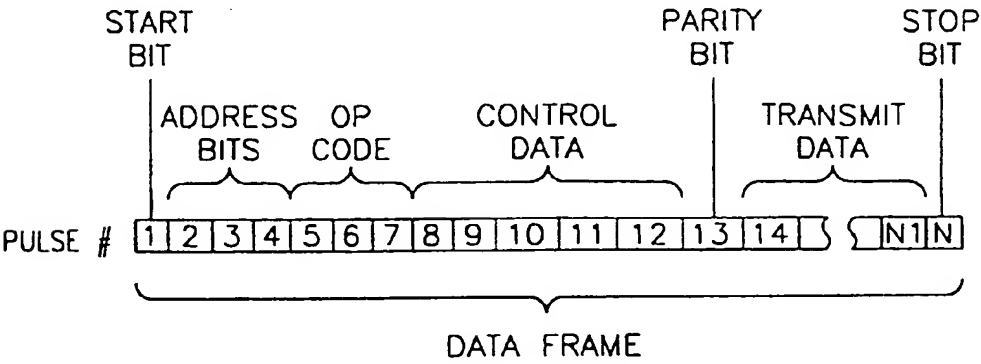 START BIT
PARITY BIT
STOP BIT
ADDRESS BITS
OP CODE
CONTROL DATA
TRANSMIT DATA
PULSE # 1 2 3 4 5 6 7 8 9 10 11 12 13 14 N1 N
DATA FRAME